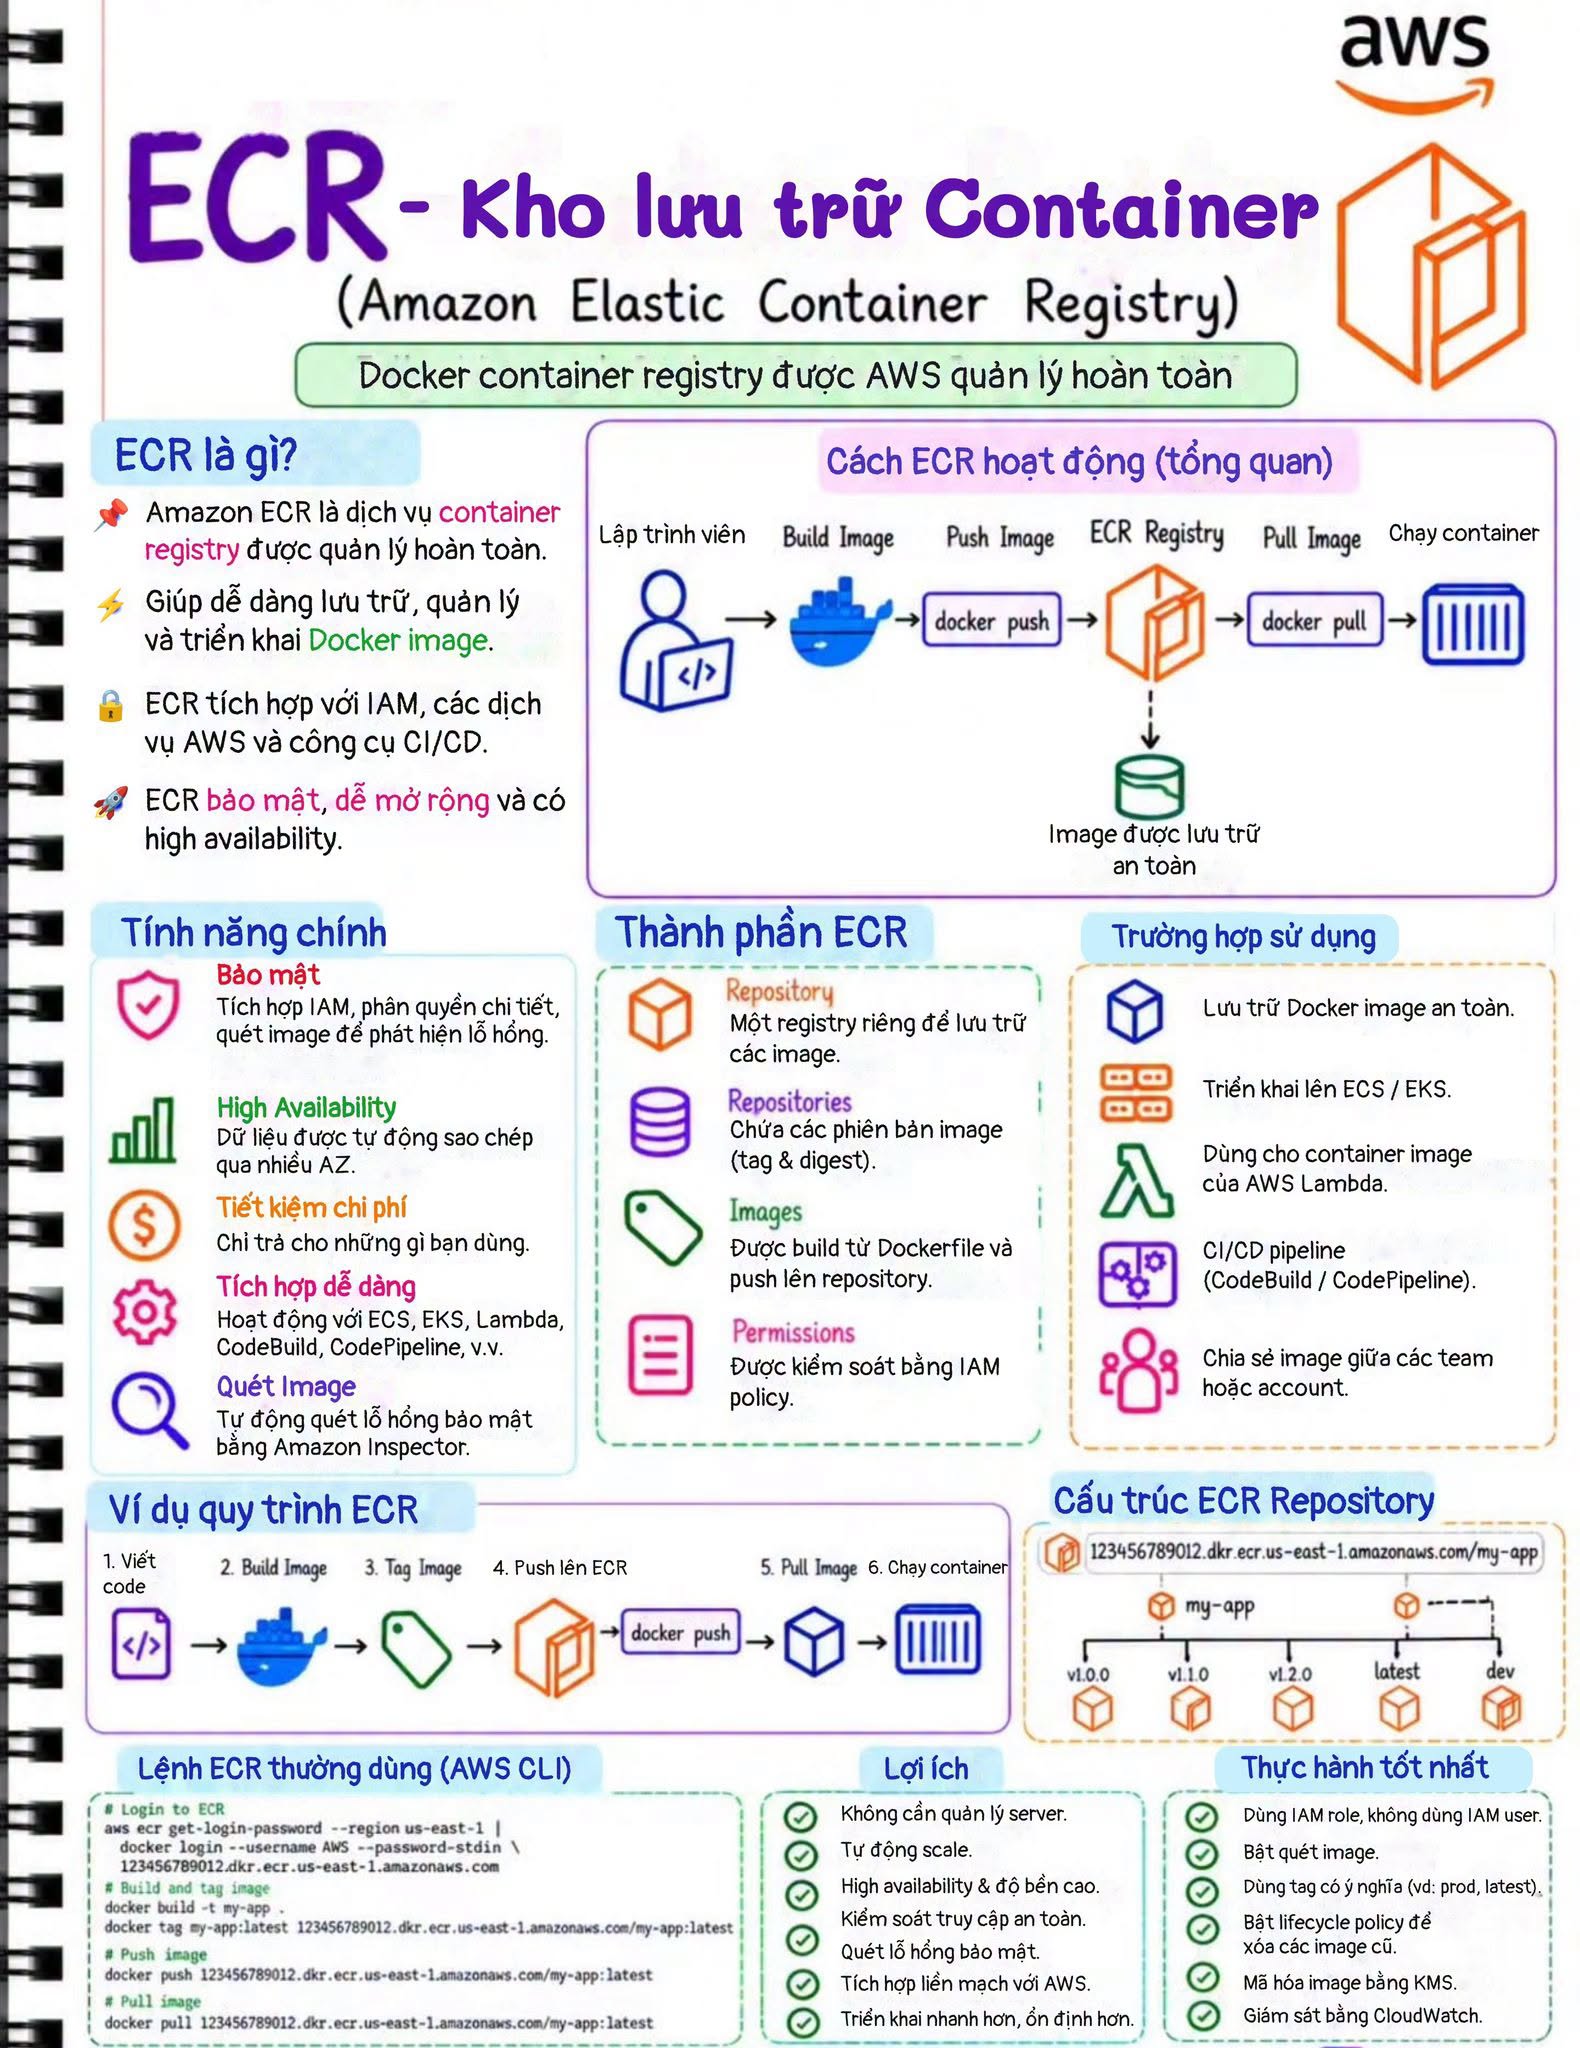 aws
ECR - Kho lưu trữ Container
(Amazon Elastic Container Registry)
Docker container registry được AWS quản lý hoàn toàn
ECR là gì?
📌 Amazon ECR là dịch vụ container
registry được quản lý hoàn toàn.
⚡ Giúp dễ dàng lưu trữ, quản lý
và triển khai Docker image.
🔒 ECR tích hợp với IAM, các dịch
vụ AWS và công cụ CI/CD.
🚀 ECR bảo mật, dễ mở rộng và có
high availability.
Cách ECR hoạt động (tổng quan)
Lập trình viên
Build Image
Push Image
ECR Registry
Pull Image
Chạy container
</>
docker push
docker pull
Image được lưu trữ
an toàn
Tính năng chính
Bảo mật
Tích hợp IAM, phân quyền chi tiết,
quét image để phát hiện lỗ hổng.
High Availability
Dữ liệu được tự động sao chép
qua nhiều AZ.
$
Tiết kiệm chi phí
Chỉ trả cho những gì bạn dùng.
Tích hợp dễ dàng
Hoạt động với ECS, EKS, Lambda,
CodeBuild, CodePipeline, v.v.
Quét Image
Tự động quét lỗ hổng bảo mật
bằng Amazon Inspector.
Thành phần ECR
Repository
Một registry riêng để lưu trữ
các image.
Repositories
Chứa các phiên bản image
(tag & digest).
Images
Được build từ Dockerfile và
push lên repository.
Permissions
Được kiểm soát bằng IAM
policy.
Trường hợp sử dụng
Lưu trữ Docker image an toàn.
Triển khai lên ECS / EKS.
Dùng cho container image
của AWS Lambda.
CI/CD pipeline
(CodeBuild / CodePipeline).
Chia sẻ image giữa các team
hoặc account.
Ví dụ quy trình ECR
1. Viết
code
2. Build Image
3. Tag Image
4. Push lên ECR
5. Pull Image
6. Chạy container
</>
docker push
Cấu trúc ECR Repository
123456789012.dkr.ecr.us-east-1.amazonaws.com/my-app
my-app
v1.0.0
v1.1.0
v1.2.0
latest
dev
Lệnh ECR thường dùng (AWS CLI)
# Login to ECR
aws ecr get-login-password --region us-east-1 |
docker login --username AWS --password-stdin \
123456789012.dkr.ecr.us-east-1.amazonaws.com
# Build and tag image
docker build -t my-app .
docker tag my-app:latest 123456789012.dkr.ecr.us-east-1.amazonaws.com/my-app:latest
# Push image
docker push 123456789012.dkr.ecr.us-east-1.amazonaws.com/my-app:latest
# Pull image
docker pull 123456789012.dkr.ecr.us-east-1.amazonaws.com/my-app:latest
Lợi ích
Không cần quản lý server.
Tự động scale.
High availability & độ bền cao.
Kiểm soát truy cập an toàn.
Quét lỗ hổng bảo mật.
Tích hợp liền mạch với AWS.
Triển khai nhanh hơn, ổn định hơn.
Thực hành tốt nhất
Dùng IAM role, không dùng IAM user.
Bật quét image.
Dùng tag có ý nghĩa (vd: prod, latest).
Bật lifecycle policy để
xóa các image cũ.
Mã hóa image bằng KMS.
Giám sát bằng CloudWatch.